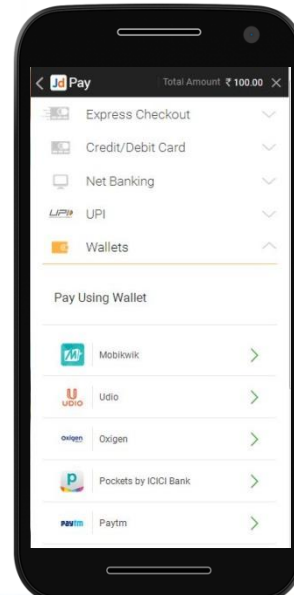 Jd Pay Total Amount ₹ 100.00
Express Checkout
Credit/Debit Card
Net Banking
UPI UPI
Wallets
Pay Using Wallet
Mobikwik
UDIO Udio
oxigen Oxigen
P Pockets by ICICI Bank
Paytm Paytm